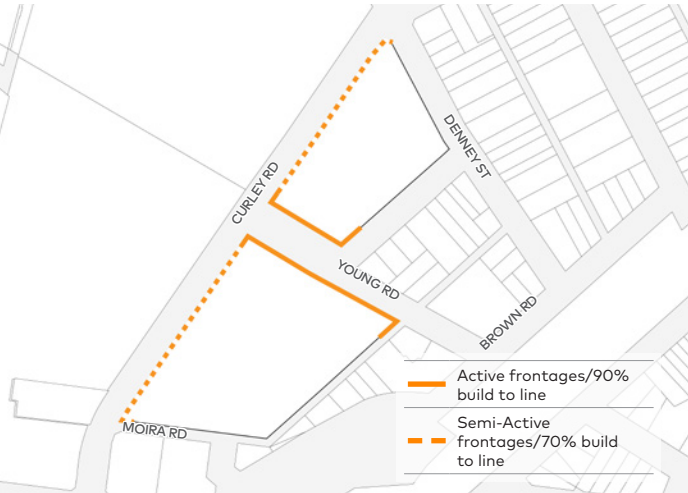 DENNEY ST
CURLEY RD
YOUNG RD
BROWN RD
MOIRA RD
Active frontages/90%
build to line
Semi-Active
frontages/70% build
to line